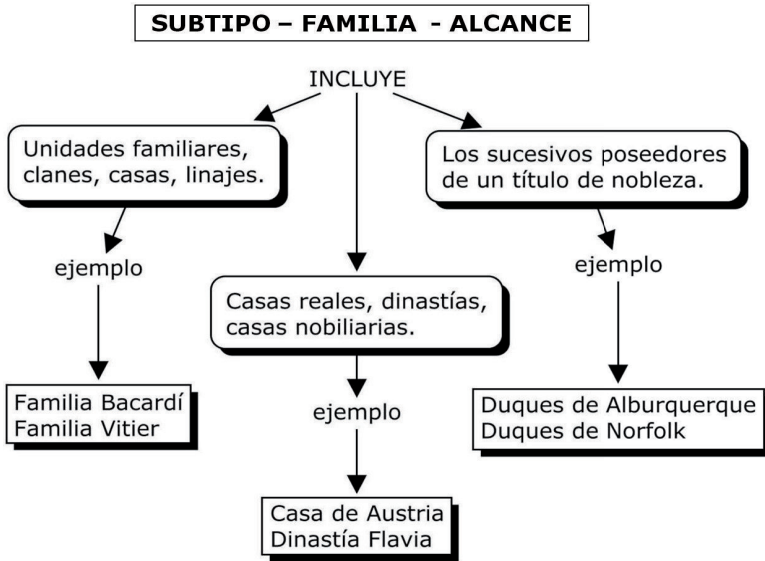 SUBTIPO – FAMILIA - ALCANCE
INCLUYE
Unidades familiares,
clanes, casas, linajes.
ejemplo
Familia Bacardí
Familia Vitier
Casas reales, dinastías,
casas nobiliarias.
ejemplo
Casa de Austria
Dinastía Flavia
Los sucesivos poseedores
de un título de nobleza.
ejemplo
Duques de Alburquerque
Duques de Norfolk